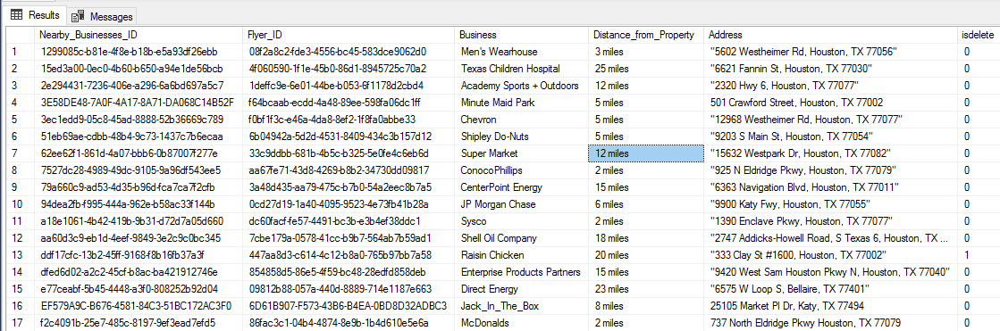 Results Messages
Nearby_Businesses_ID Flyer_ID Business Distance_from_Property Address isdelete
1 1299085c-b81e-4f8e-b18b-e5a93df26ebb 08f2a8c2-fde3-4556-bc45-583dce9062d0 Men's Wearhouse 3 miles "5602 Westheimer Rd, Houston, TX 77056" 0
2 15ed3a00-0ec0-4b60-b650-a94e1de56bcb 4f060590-1f1e-45b0-86d1-8945725c70a2 Texas Children Hospital 25 miles "6621 Fannin St, Houston, TX 77030" 0
3 2e294431-7236-406e-a296-6a6bd697a5c7 1deffc9e-6e01-44be-b053-6f1178d2cbd4 Academy Sports + Outdoors 12 miles "2320 Hwy 6, Houston, TX 77077" 0
4 3E58DE48-7A0F-4A17-8A71-DA068C14B52F f64bcaab-ecdd-4a48-89ee-598fa06dc1ff Minute Maid Park 5 miles 501 Crawford Street, Houston, TX 77002 0
5 3ec1edd9-05c8-45ad-8888-52b36669c789 f0bf1f3c-e46a-4da8-8ef2-1f8fa0abbe33 Chevron 5 miles "12968 Westheimer Rd, Houston, TX 77077" 0
6 51eb69ae-cdbb-48b4-9c73-1437c7b6ecaa 6b04942a-5d2d-4531-8409-434c3b157d12 Shipley Do-Nuts 5 miles "9203 S Main St, Houston, TX 77054" 0
7 62ee62f1-861d-4a07-bbb6-0b87007f277e 33c9ddbb-681b-4b5c-b325-5e0fe4c6eb6d Super Market 12 miles "15632 Westpark Dr, Houston, TX 77082" 0
8 7527dc28-4989-49dc-9105-9a96df543ee5 aa67fe71-43d8-4269-b8b2-34730dd09817 ConocoPhillips 2 miles "925 N Eldridge Pkwy, Houston, TX 77079" 0
9 79a660c9-ad53-4d35-b96d-fca7ca7f2cfb 3a48d435-aa79-475c-b7b0-54a2eec8b7a5 CenterPoint Energy 15 miles "6363 Navigation Blvd, Houston, TX 77011" 0
10 94dea2fb-f995-444a-962e-b58ac33f144b 0cd27d19-1a40-4095-9523-4e73fb41b28a JP Morgan Chase 6 miles "9900 Katy Fwy, Houston, TX 77055" 0
11 a18e1061-4b42-419b-9b31-d72d7a05d660 dc60facf-fe57-4491-bc3b-e3b4ef38ddc1 Sysco 2 miles "1390 Enclave Pkwy, Houston, TX 77077" 0
12 aa60d3c9-eb1d-4eef-9849-3e2c9c0bc345 7cbe179a-0578-41cc-b9b7-564ab7b59ad1 Shell Oil Company 18 miles "2747 Addicks-Howell Road, S Texas 6, Houston, TX ... 0
13 ddf17cfc-13b2-45ff-9168-f8b16fb37a3f 447aa8d3-c614-4c12-b8a0-765b97bb7a58 Raisin Chicken 20 miles "333 Clay St #1600, Houston, TX 77002" 1
14 dfed6d02-a2c2-45cf-b8ac-ba421912746e 854858d5-86e5-4f59-bc48-28edfd858deb Enterprise Products Partners 15 miles "9420 West Sam Houston Pkwy N, Houston, TX 77040" 0
15 e77ceabf-5b45-4448-a3f0-808252b92d04 09812b88-057a-440d-8889-714e1187e663 Direct Energy 23 miles "6575 W Loop S, Bellaire, TX 77401" 0
16 EF579A9C-B676-4581-84C3-51BC172AC3F0 6D61B907-F573-43B6-B4EA-0BD8D32ADBC3 Jack_In_The_Box 8 miles 25105 Market Pl Dr, Katy, TX 77494 0
17 f2c4091b-25e7-485c-8197-9ef3ead7efd5 86fac3c1-04b4-4874-8e9b-1b4d610e5e6a McDonalds 2 miles 737 North Eldridge Pkwy Houston, TX 77079 0